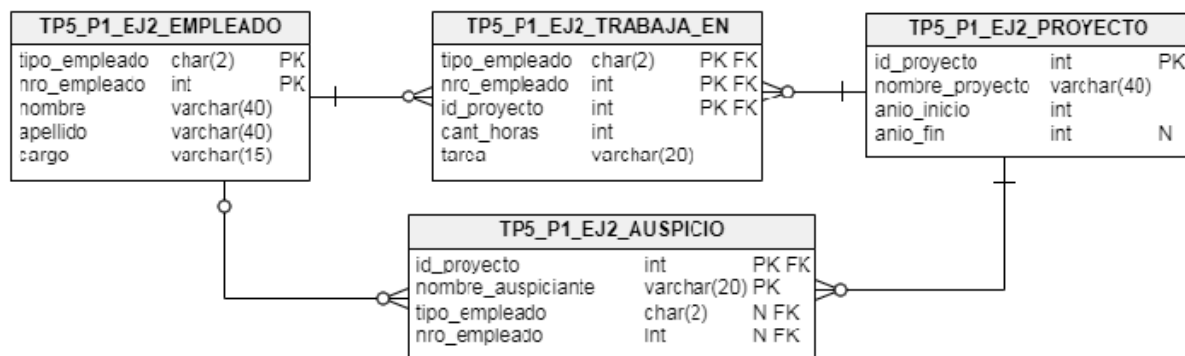 TP5_P1_EJ2_EMPLEADO
tipo_empleado char(2) PK
nro_empleado int PK
nombre varchar(40)
apellido varchar(40)
cargo varchar(15)
TP5_P1_EJ2_TRABAJA_EN
tipo_empleado char(2) PK FK
nro_empleado int PK FK
id_proyecto int PK FK
cant_horas int
tarea varchar(20)
TP5_P1_EJ2_PROYECTO
id_proyecto int PK
nombre_proyecto varchar(40)
anio_inicio int
anio_fin int N
TP5_P1_EJ2_AUSPICIO
id_proyecto int PK FK
nombre_auspiciante varchar(20) PK
tipo_empleado char(2) N FK
nro_empleado int N FK